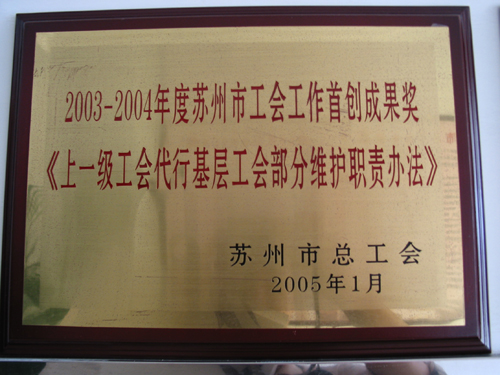 2003-2004年度苏州市工会工作首创成果奖
《上一级工会代行基层工会部分维护职责办法》
苏州市总工会
2005年1月